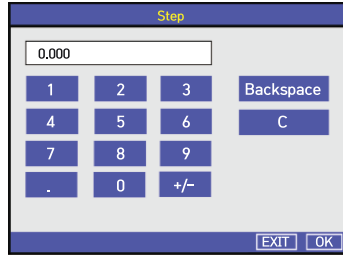 Step
0.000
1 2 3 Backspace
4 5 6 C
7 8 9
. 0 +/−
EXIT OK